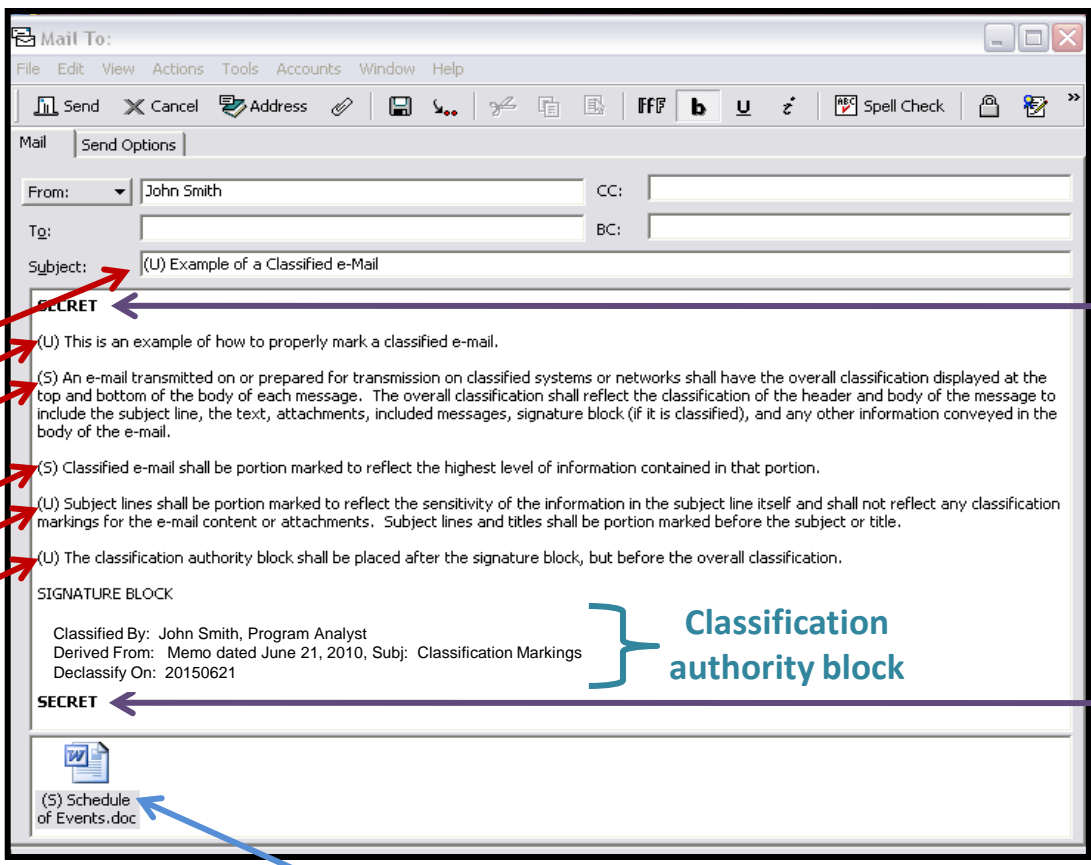 Mail To:
File Edit View Actions Tools Accounts Window Help
Send Cancel Address b U i ABC Spell Check »
Mail Send Options
From: John Smith CC:
To: BC:
Subject: (U) Example of a Classified e-Mail
SECRET
(U) This is an example of how to properly mark a classified e-mail.
(S) An e-mail transmitted on or prepared for transmission on classified systems or networks shall have the overall classification displayed at the
top and bottom of the body of each message. The overall classification shall reflect the classification of the header and body of the message to
include the subject line, the text, attachments, included messages, signature block (if it is classified), and any other information conveyed in the
body of the e-mail.
(S) Classified e-mail shall be portion marked to reflect the highest level of information contained in that portion.
(U) Subject lines shall be portion marked to reflect the sensitivity of the information in the subject line itself and shall not reflect any classification
markings for the e-mail content or attachments. Subject lines and titles shall be portion marked before the subject or title.
(U) The classification authority block shall be placed after the signature block, but before the overall classification.
SIGNATURE BLOCK
Classified By: John Smith, Program Analyst
Derived From: Memo dated June 21, 2010, Subj: Classification Markings
Declassify On: 20150621
Classification
authority block
SECRET
(S) Schedule
of Events.doc